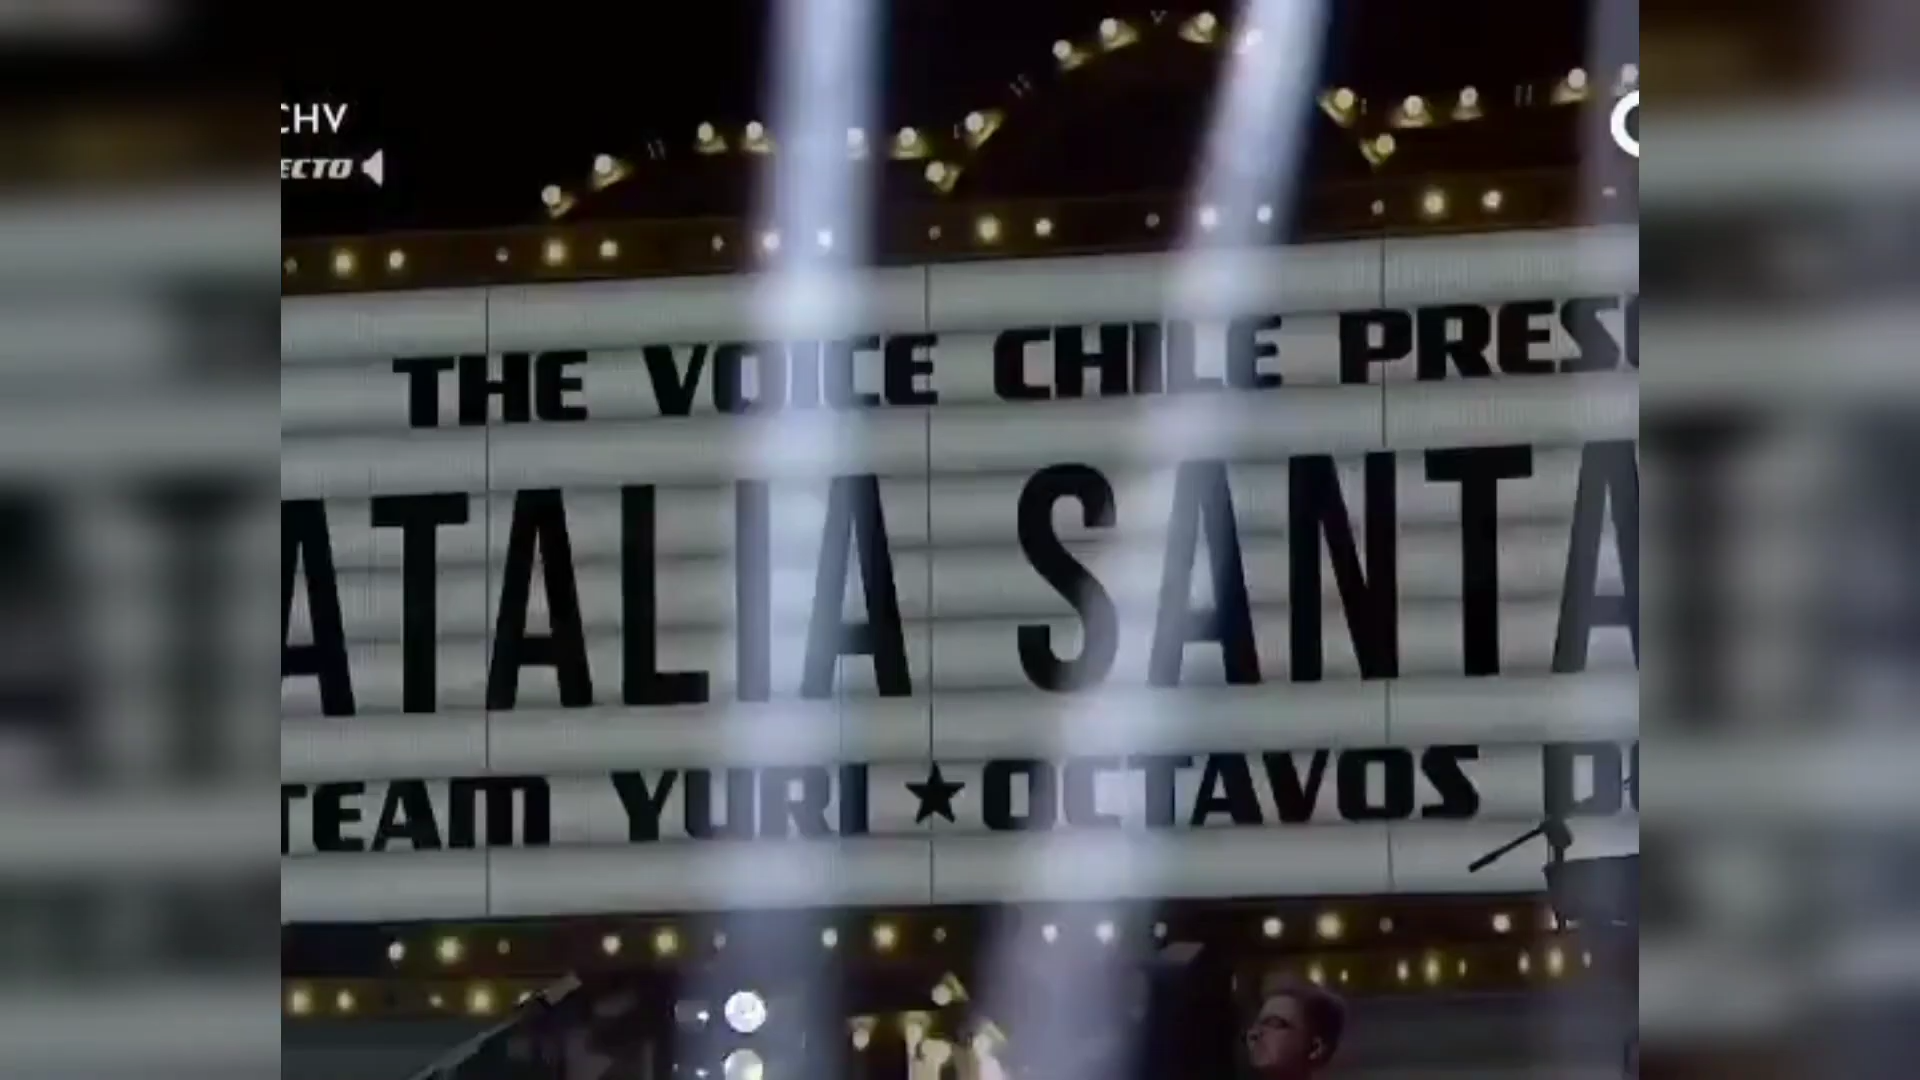 CHV
ECTO
THE VOICE CHILE PRES
ATALIA SANTA
TEAM YURI ★ OCTAVOS D